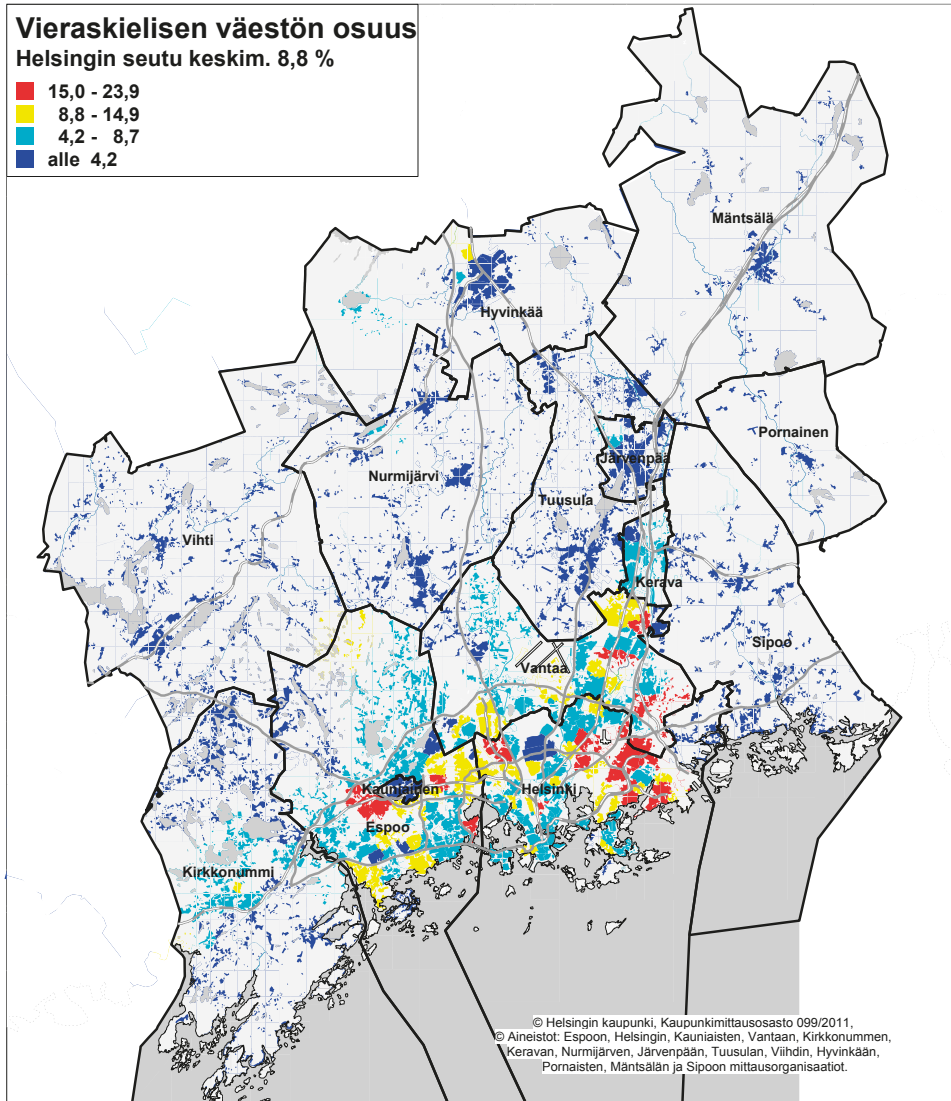 Vieraskielisen väestön osuus
Helsingin seutu keskim. 8,8 %
15,0 - 23,9
8,8 - 14,9
4,2 - 8,7
alle 4,2
Mäntsälä
Hyvinkää
Pornainen
Järvenpää
Nurmijärvi
Tuusula
Vihti
Kerava
Sipoo
Vantaa
Kauniainen
Helsinki
Espoo
Kirkkonummi
© Helsingin kaupunki, Kaupunkimittausosasto 099/2011,
© Aineistot: Espoon, Helsingin, Kauniaisten, Vantaan, Kirkkonummen,
Keravan, Nurmijärven, Järvenpään, Tuusulan, Viihdin, Hyvinkään,
Pornaisten, Mäntsälän ja Sipoon mittausorganisaatiot.